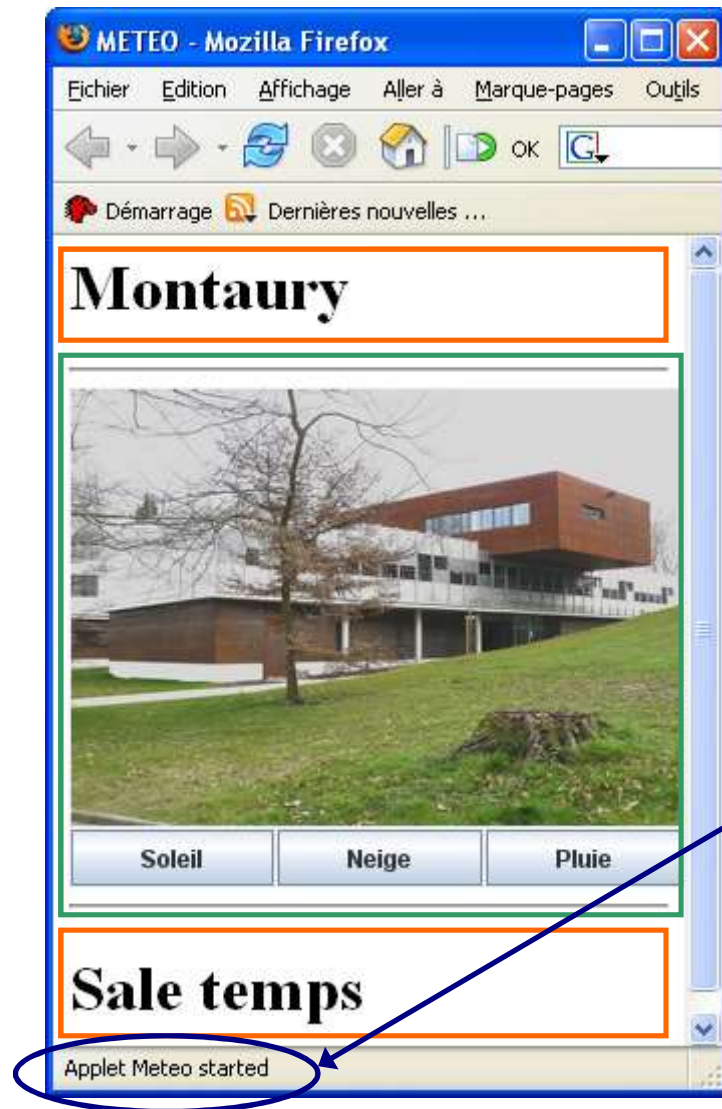 METEO - Mozilla Firefox
Fichier Edition Affichage Aller à Marque-pages Outils
OK G
Démarrage Dernières nouvelles ...
Montaury
Soleil Neige Pluie
Sale temps
Applet Meteo started